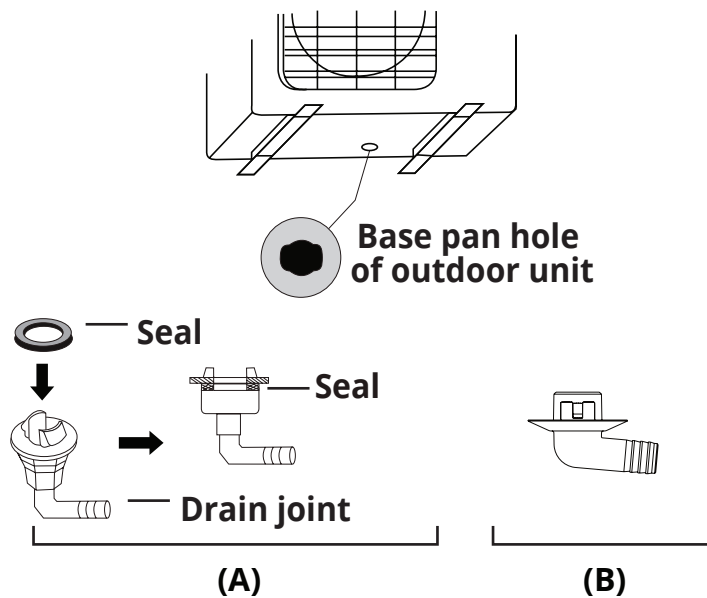 Base pan hole
of outdoor unit
Seal
Seal
Drain joint
(A)
(B)